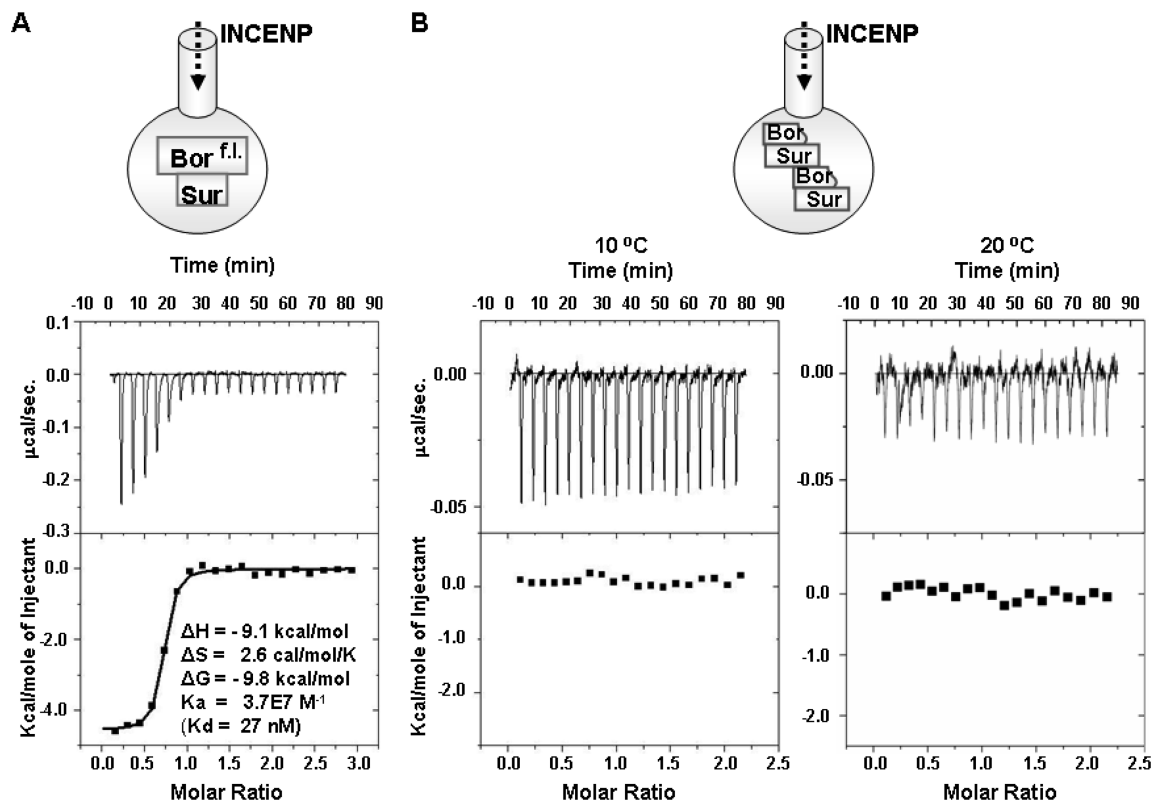 A
INCENP
Bor f.l.
Sur
Time (min)
-10 0 10 20 30 40 50 60 70 80 90
0.1
0.0
-0.1
-0.2
-0.3
µcal/sec.
0.0
-2.0
-4.0
Kcal/mole of Injectant
ΔH = - 9.1 kcal/mol
ΔS = 2.6 cal/mol/K
ΔG = -9.8 kcal/mol
Ka = 3.7E7 M-1
(Kd = 27 nM)
0.0 0.5 1.0 1.5 2.0 2.5 3.0
Molar Ratio
B
INCENP
Bor
Sur
Bor
Sur
10 ºC
Time (min)
-10 0 10 20 30 40 50 60 70 80 90
0.00
-0.05
µcal/sec.
0.0
-1.0
-2.0
Kcal/mole of Injectant
0.0 0.5 1.0 1.5 2.0 2.5
Molar Ratio
20 ºC
Time (min)
-10 0 10 20 30 40 50 60 70 80 90
0.00
-0.05
0.0
-1.0
-2.0
0.0 0.5 1.0 1.5 2.0 2.5
Molar Ratio